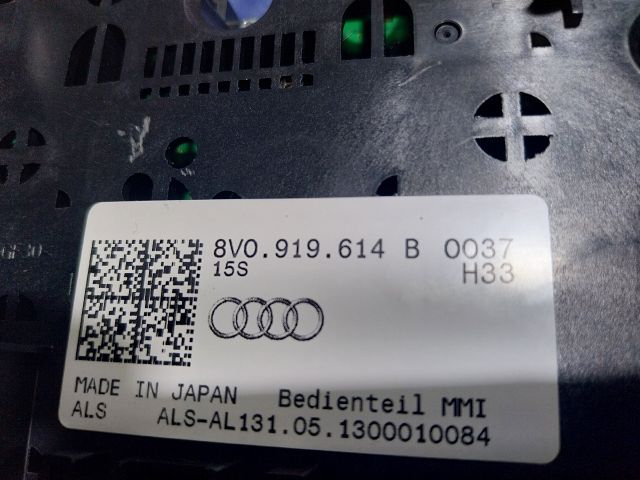 8V0.919.614 B 0037
15S H33
MADE IN JAPAN Bedienteil MMI
ALS ALS-AL131.05.1300010084